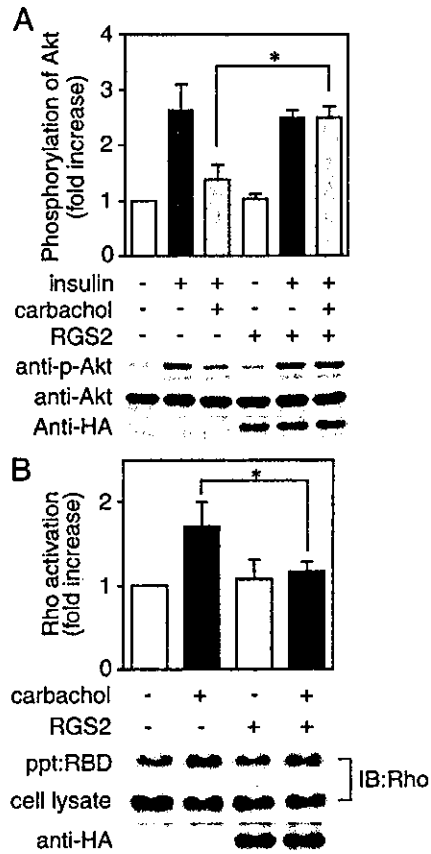 A
Phosphorylation of Akt
(fold increase)
4
3
2
1
0
*
insulin - + + - + +
carbachol - - + - - +
RGS2 - - - + + +
anti-p-Akt
anti-Akt
Anti-HA
B
Rho activation
(fold increase)
2
1
0
*
carbachol - + - +
RGS2 - - + +
ppt:RBD
cell lysate
IB:Rho
anti-HA